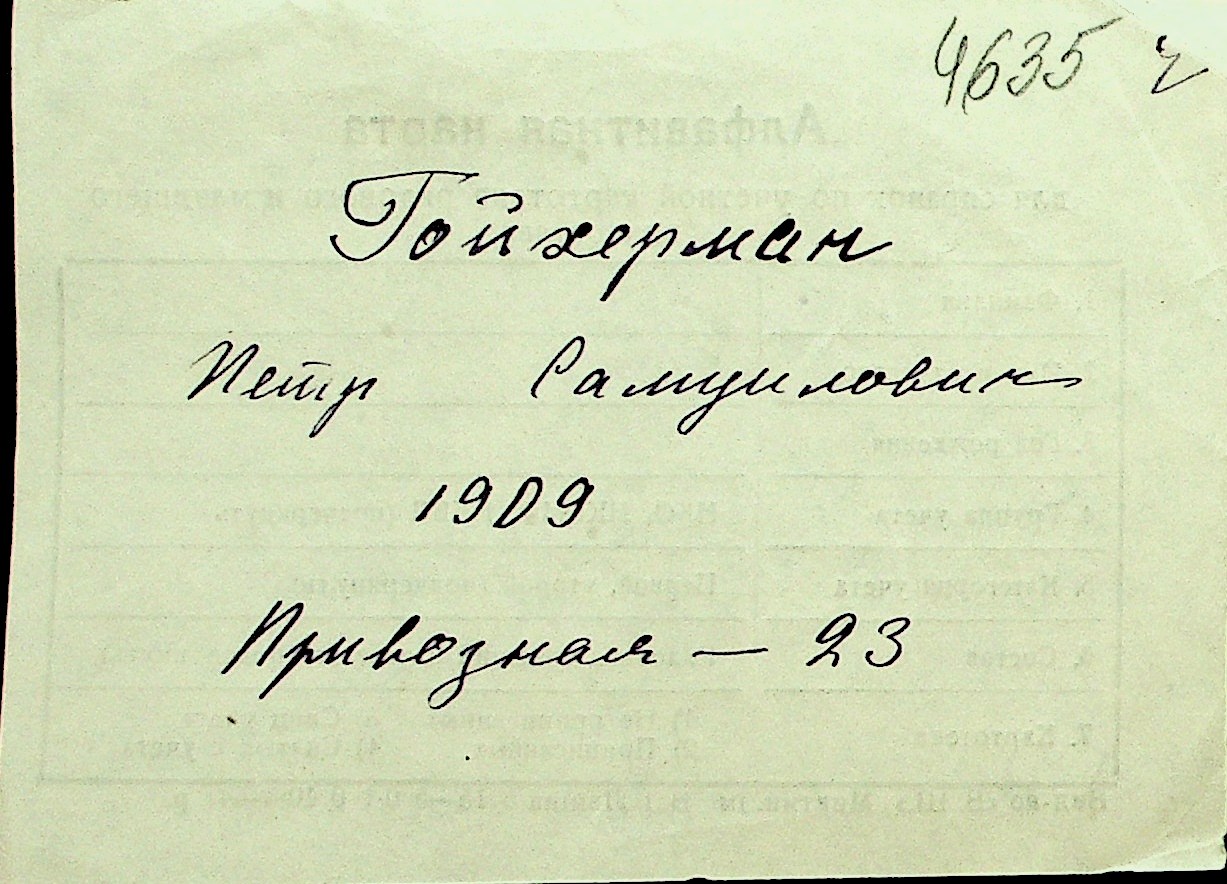 4635 ч
Гойхерман
Петр Самуилович
1909
Привозная — 23